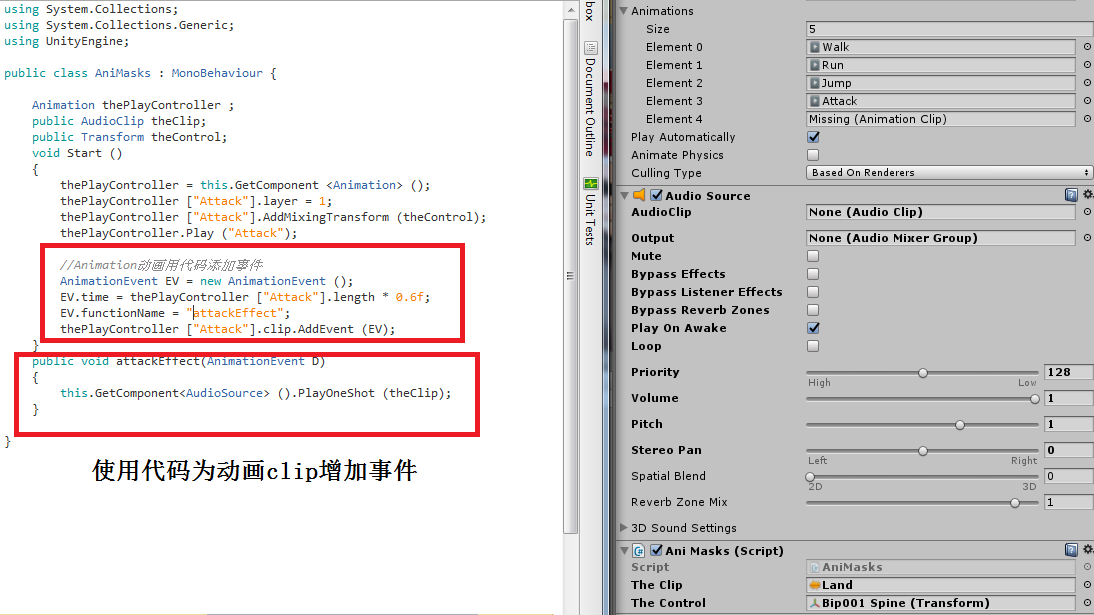 using System.Collections;
using System.Collections.Generic;
using UnityEngine;
public class AniMasks : MonoBehaviour {
Animation thePlayController ;
public AudioClip theClip;
public Transform theControl;
void Start ()
{
thePlayController = this.GetComponent <Animation> ();
thePlayController ["Attack"].layer = 1;
thePlayController ["Attack"].AddMixingTransform (theControl);
thePlayController.Play ("Attack");
//Animation动画用代码添加事件
AnimationEvent EV = new AnimationEvent ();
EV.time = thePlayController ["Attack"].length * 0.6f;
EV.functionName = "attackEffect";
thePlayController ["Attack"].clip.AddEvent (EV);
}
public void attackEffect(AnimationEvent D)
{
this.GetComponent<AudioSource> ().PlayOneShot (theClip);
}
}
使用代码为动画clip增加事件
box
Document Outline
Unit Tests
Animations
Size 5
Element 0 Walk
Element 1 Run
Element 2 Jump
Element 3 Attack
Element 4 Missing (Animation Clip)
Play Automatically
Animate Physics
Culling Type Based On Renderers
Audio Source
AudioClip None (Audio Clip)
Output None (Audio Mixer Group)
Mute
Bypass Effects
Bypass Listener Effects
Bypass Reverb Zones
Play On Awake
Loop
Priority 128
High Low
Volume 1
Pitch 1
Stereo Pan 0
Left Right
Spatial Blend 0
2D 3D
Reverb Zone Mix 1
3D Sound Settings
Ani Masks (Script)
Script AniMasks
The Clip Land
The Control Bip001 Spine (Transform)